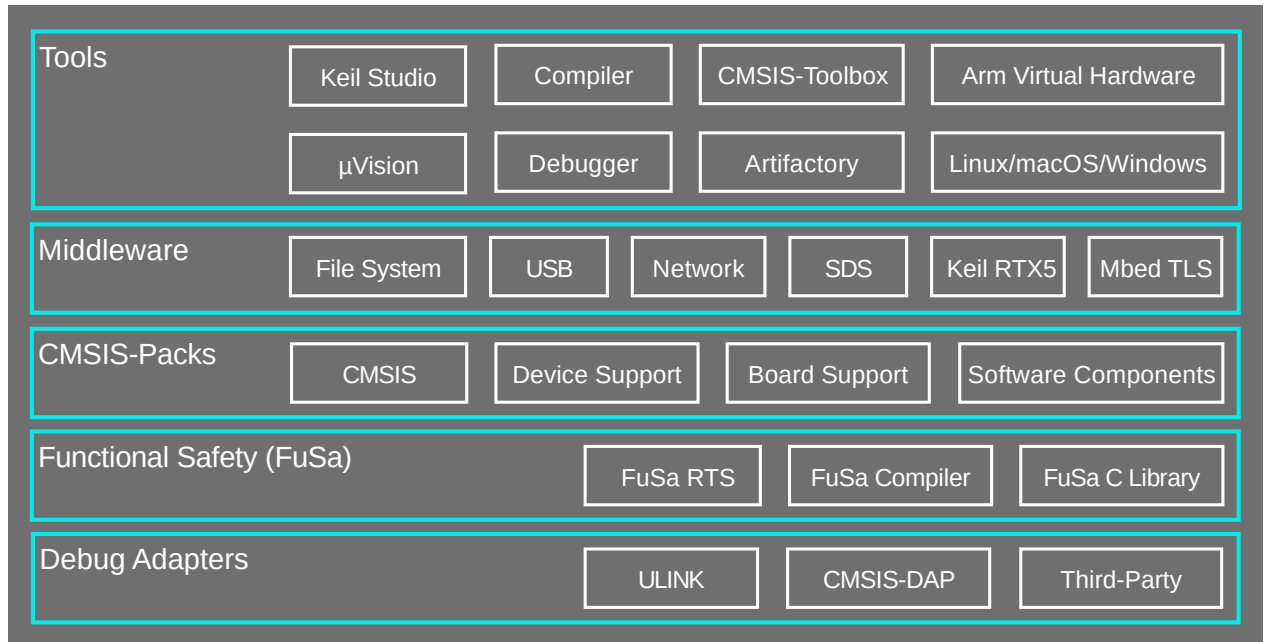 Tools
Keil Studio
Compiler
CMSIS-Toolbox
Arm Virtual Hardware
µVision
Debugger
Artifactory
Linux/macOS/Windows
Middleware
File System
USB
Network
SDS
Keil RTX5
Mbed TLS
CMSIS-Packs
CMSIS
Device Support
Board Support
Software Components
Functional Safety (FuSa)
FuSa RTS
FuSa Compiler
FuSa C Library
Debug Adapters
ULINK
CMSIS-DAP
Third-Party